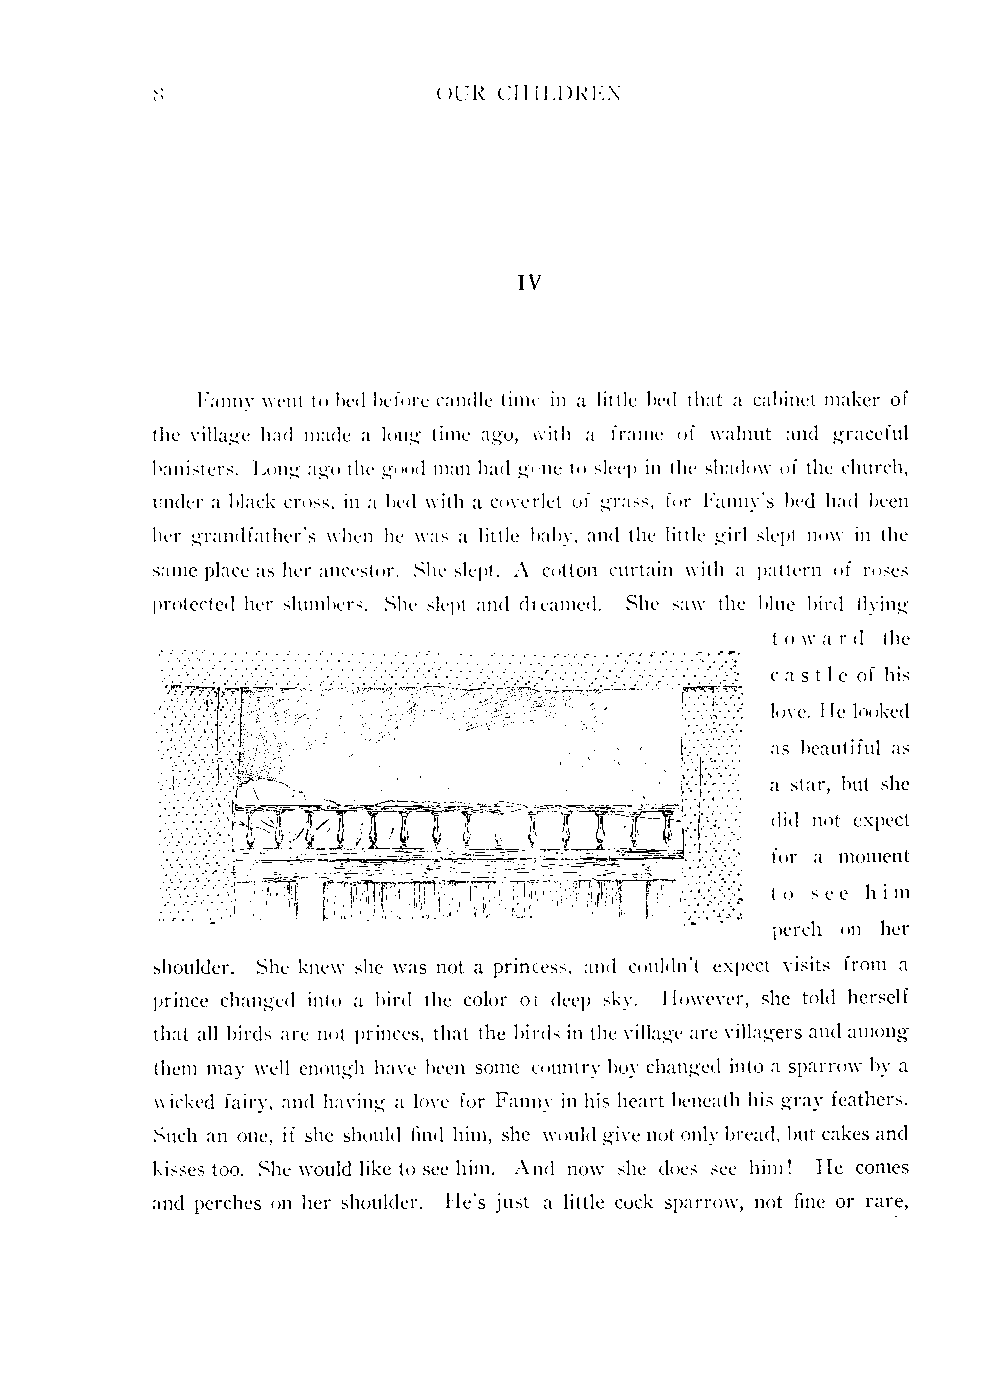 8 OUR CHILDREN
IV
Fanny went to bed before candle time in a little bed that a cabinet maker of
the village had made a long time ago, with a frame of walnut and graceful
banisters. Long ago the good man had gone to sleep in the shadow of the church,
under a black cross, in a bed with a coverlet of grass, for Fanny's bed had been
her grandfather's when he was a little baby, and the little girl slept now in the
same place as her ancestor. She slept. A cotton curtain with a pattern of roses
protected her slumbers. She slept and dreamed. She saw the blue bird flying
toward the
castle of his
love. He looked
as beautiful as
a star, but she
did not expect
for a moment
to see him
perch on her
shoulder. She knew she was not a princess, and couldn't expect visits from a
prince changed into a bird the color of deep sky. However, she told herself
that all birds are not princes, that the birds in the village are villagers and among
them may well enough have been some country boy changed into a sparrow by a
wicked fairy, and having a love for Fanny in his heart beneath his gray feathers.
Such an one, if she should find him, she would give not only bread, but cakes and
kisses too. She would like to see him. And now she does see him! He comes
and perches on her shoulder. He's just a little cock sparrow, not fine or rare,